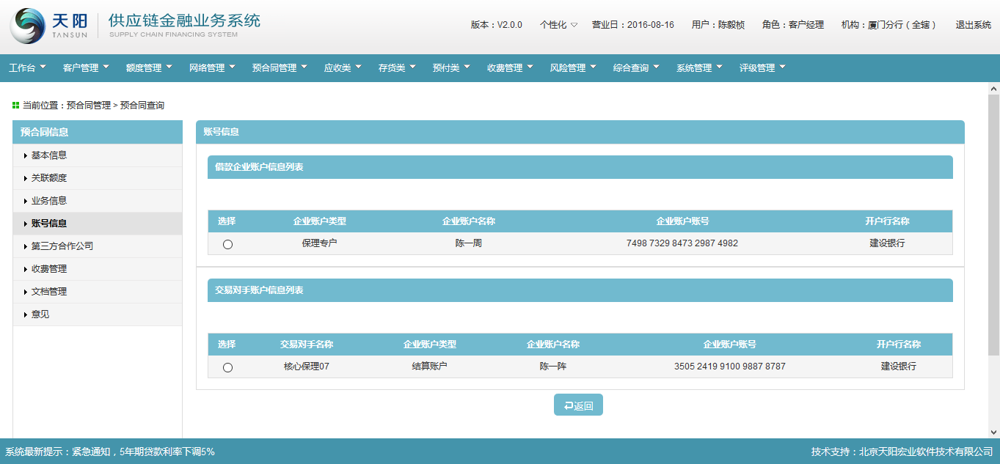 天阳
TANSUN
供应链金融业务系统
SUPPLY CHAIN FINANCING SYSTEM
版本：V2.0.0 个性化 营业日：2016-08-16 用户：陈毅桢 角色：客户经理 机构：厦门分行（全辖） 退出系统
工作台 客户管理 额度管理 网络管理 预合同管理 应收类 存货类 预付类 收费管理 风险管理 综合查询 系统管理 评级管理
当前位置：预合同管理 > 预合同查询
预合同信息
基本信息
关联额度
业务信息
账号信息
第三方合作公司
收费管理
文档管理
意见
账号信息
借款企业账户信息列表
选择 企业账户类型 企业账户名称 企业账户账号 开户行名称
保理专户 陈一周 7498 7329 8473 2987 4982 建设银行
交易对手账户信息列表
选择 交易对手名称 企业账户类型 企业账户名称 企业账户账号 开户行名称
核心保理07 结算账户 陈一阵 3505 2419 9100 9887 8787 建设银行
返回
系统最新提示：紧急通知，5年期贷款利率下调5% 技术支持：北京天阳宏业软件技术有限公司